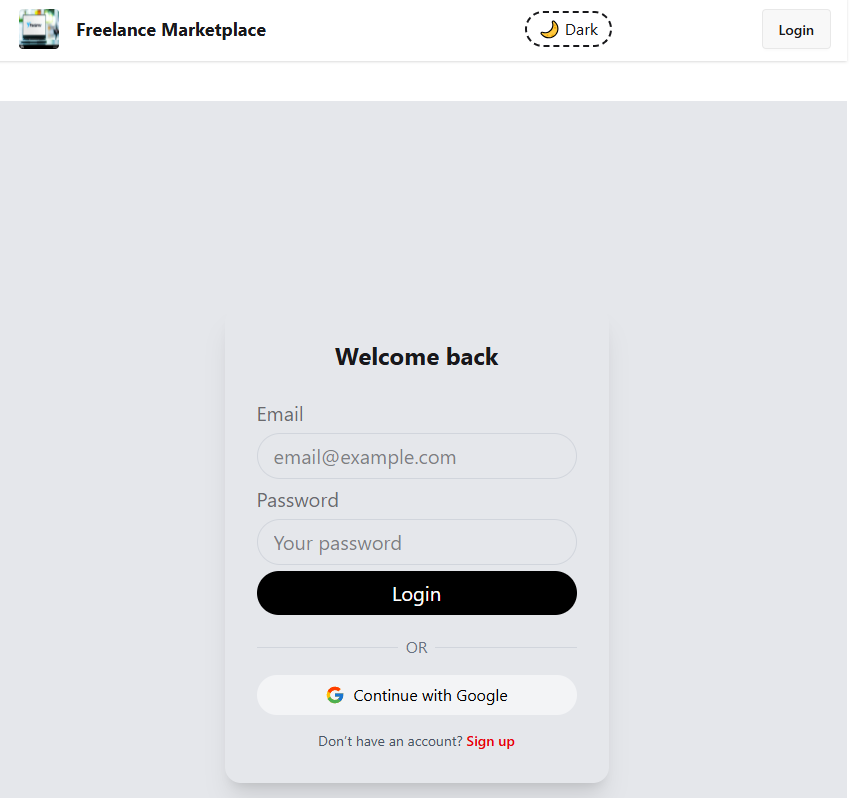 Freelance Marketplace
🌙 Dark
Login
Welcome back
Email
email@example.com
Password
Your password
Login
OR
Continue with Google
Don't have an account? Sign up